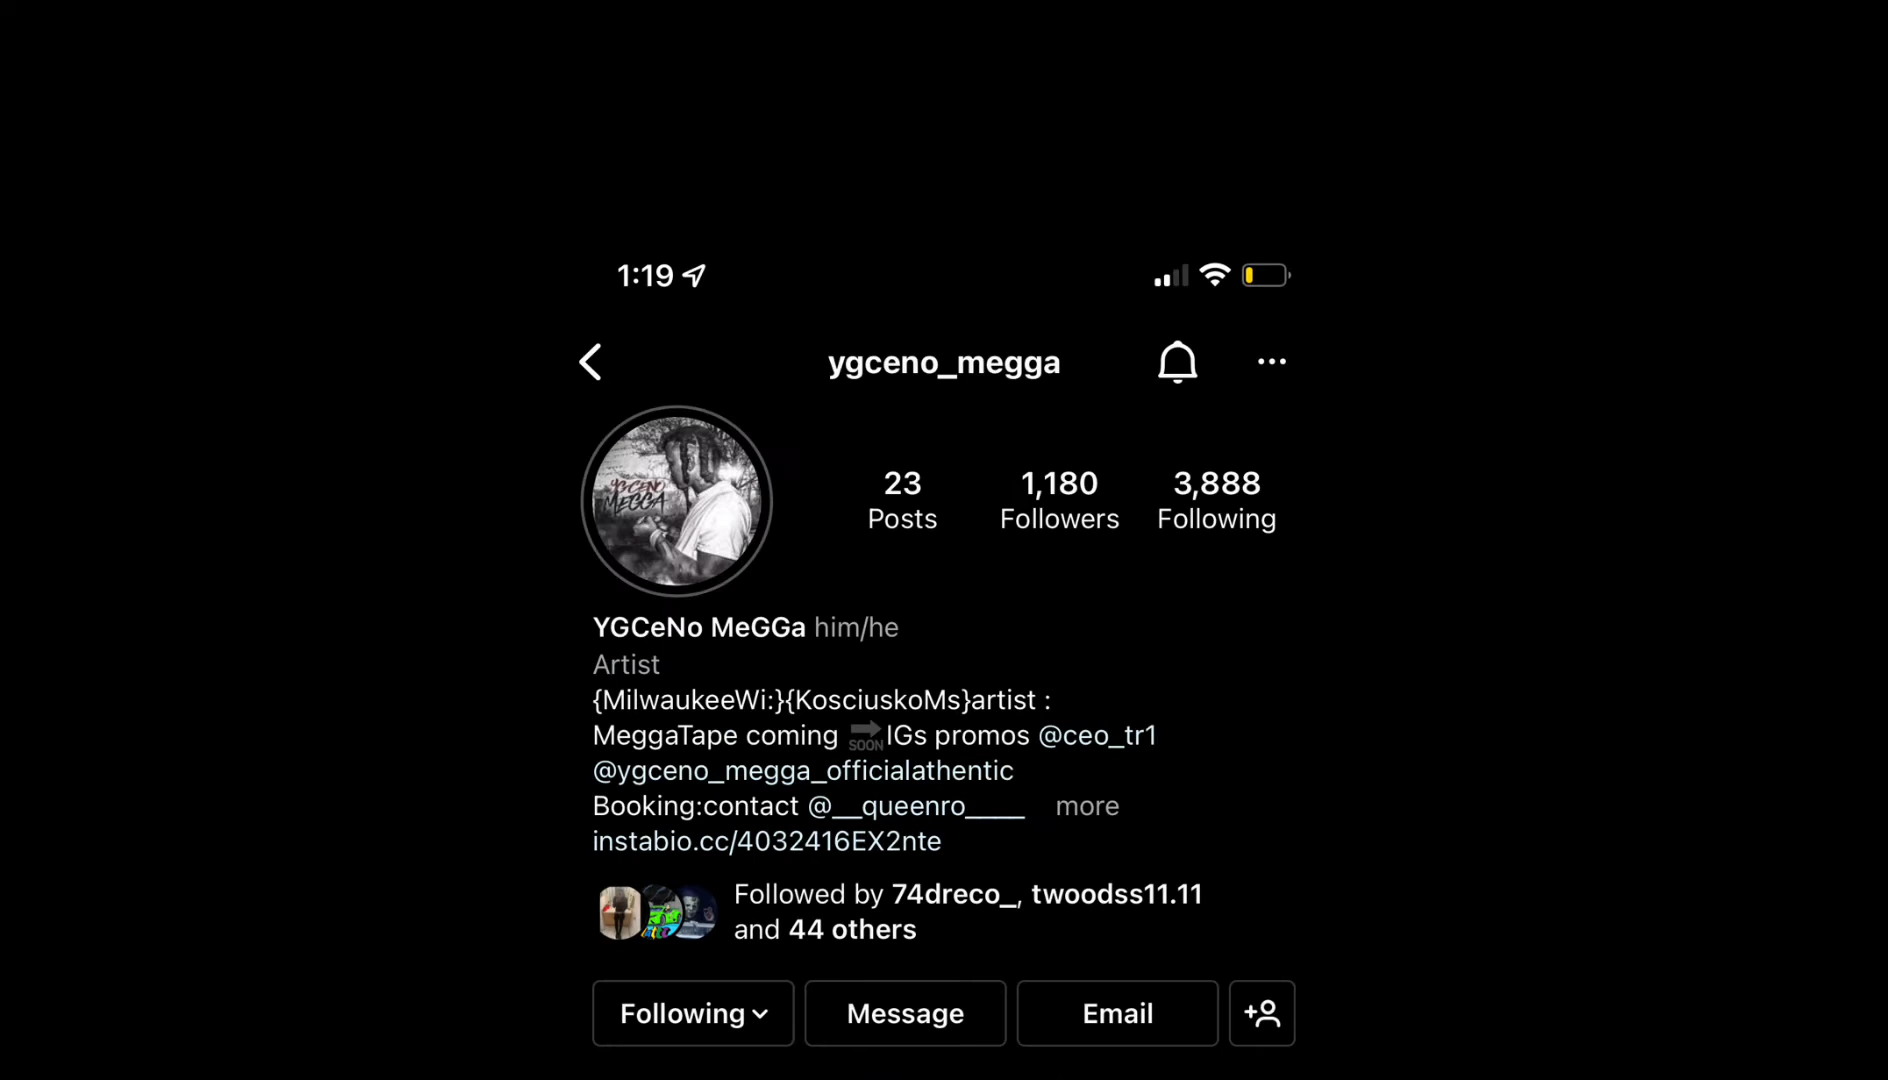 1:19
ygceno_megga
YGCENO
MEGGA
23
Posts
1,180
Followers
3,888
Following
YGCeNo MeGGa him/he
Artist
{MilwaukeeWi:}{KosciuskoMs}artist :
MeggaTape coming 🔜IGs promos @ceo_tr1
@ygceno_megga_officialathentic
Booking:contact @__queenro____ more
instabio.cc/4032416EX2nte
Followed by 74dreco_, twoodss11.11
and 44 others
Following
Message
Email